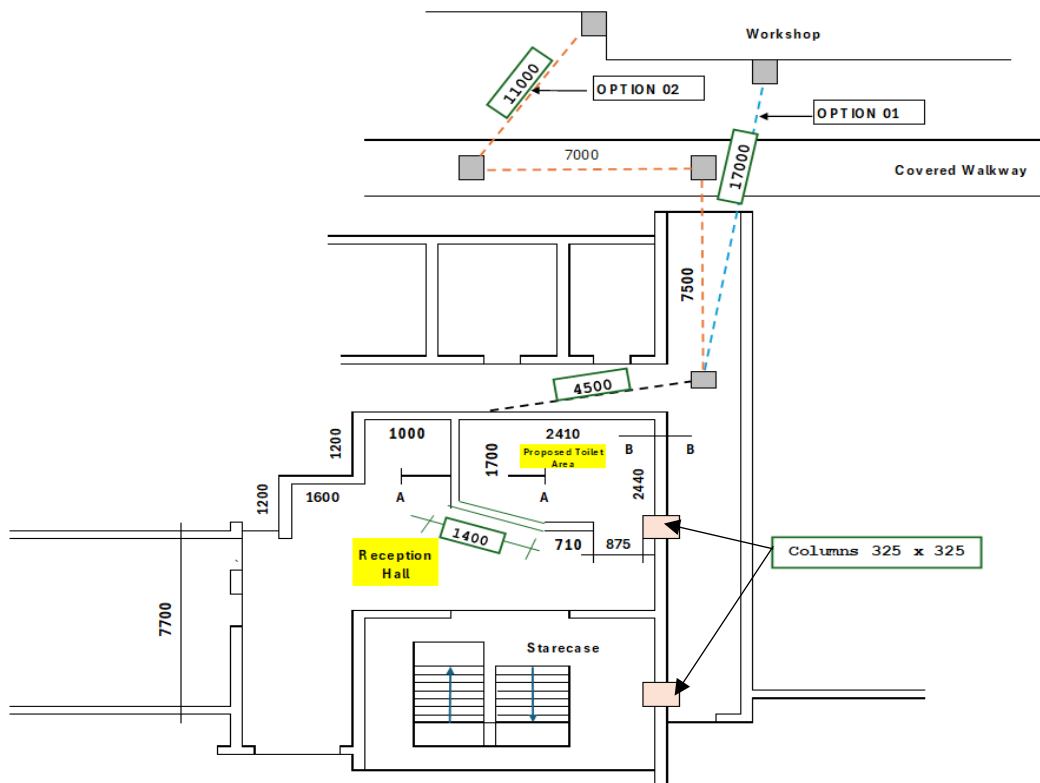 Workshop
11000
OPTION 02
OPTION 01
7000
17000
Covered Walkway
7500
4500
1200
1000
1700
2410
Proposed Toilet
Area
B
B
1200
1600
A
A
2440
1400
710
875
Columns 325 x 325
Reception
Hall
7700
Starecase